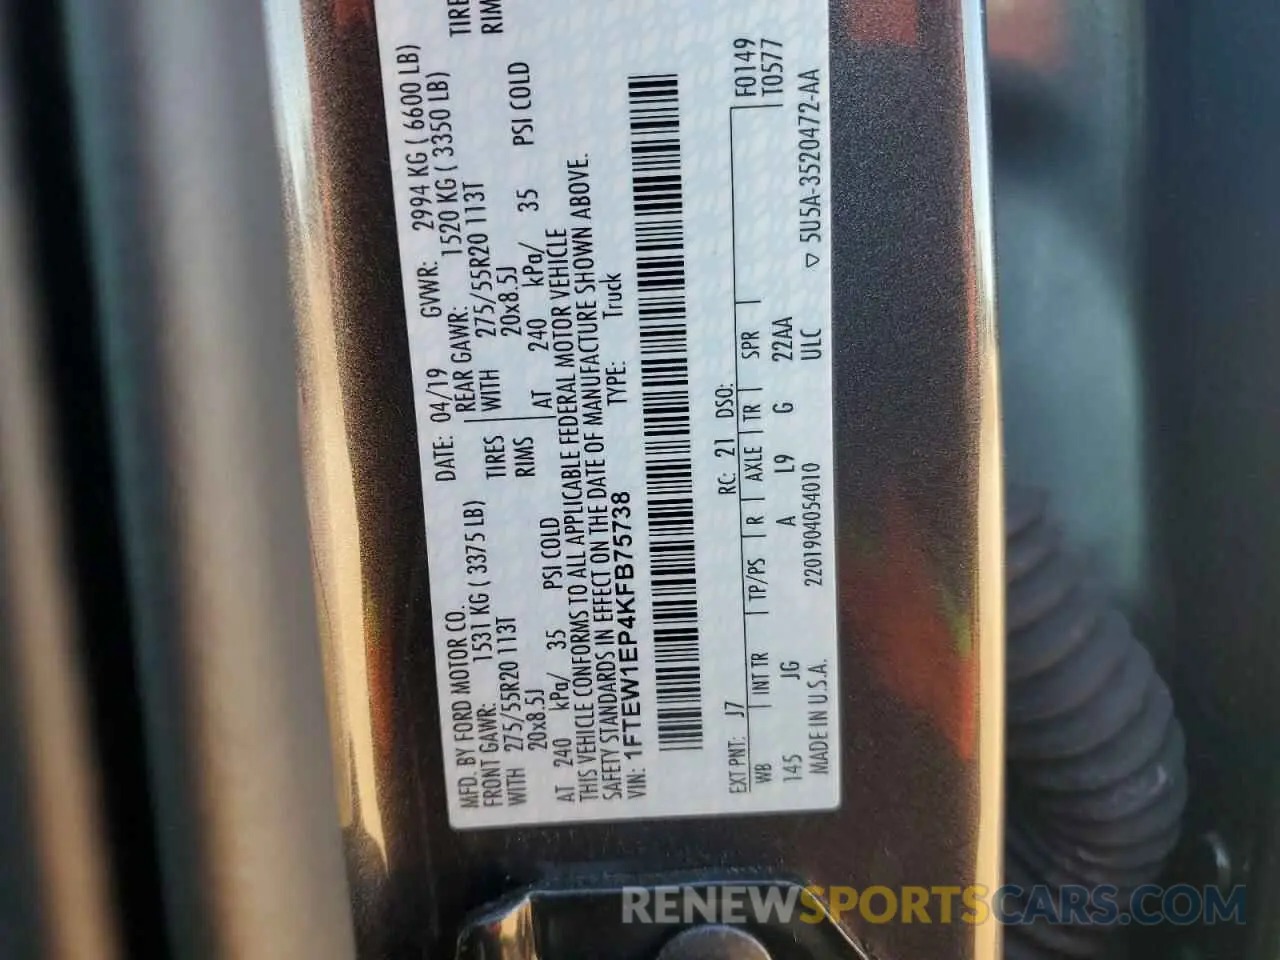 MFD. BY FORD MOTOR CO.
DATE: 04/19 GVWR: 2994 KG ( 6600 LB)
FRONT GAWR: 1531 KG ( 3375 LB)
REAR GAWR: 1520 KG ( 3350 LB)
WITH 275/55R20 113T TIRES
WITH 275/55R20 113T TIRE
20x8.5J RIMS
20x8.5J RIM
AT 240 kPa/ 35 PSI COLD
AT 240 kPa/ 35 PSI COLD
THIS VEHICLE CONFORMS TO ALL APPLICABLE FEDERAL MOTOR VEHICLE
SAFETY STANDARDS IN EFFECT ON THE DATE OF MANUFACTURE SHOWN ABOVE.
VIN: 1FTEW1EP4KFB75738 TYPE: Truck
EXT PNT: J7 RC: 21 DSO: F0149
WB INT TR TP/PS R AXLE TR SPR T0577
145 JG A L9 G 22AA
MADE IN U.S.A. 2201904054010 ULC ▽ 5U5A-3520472-AA
RENEWSPORTSCARS.COM